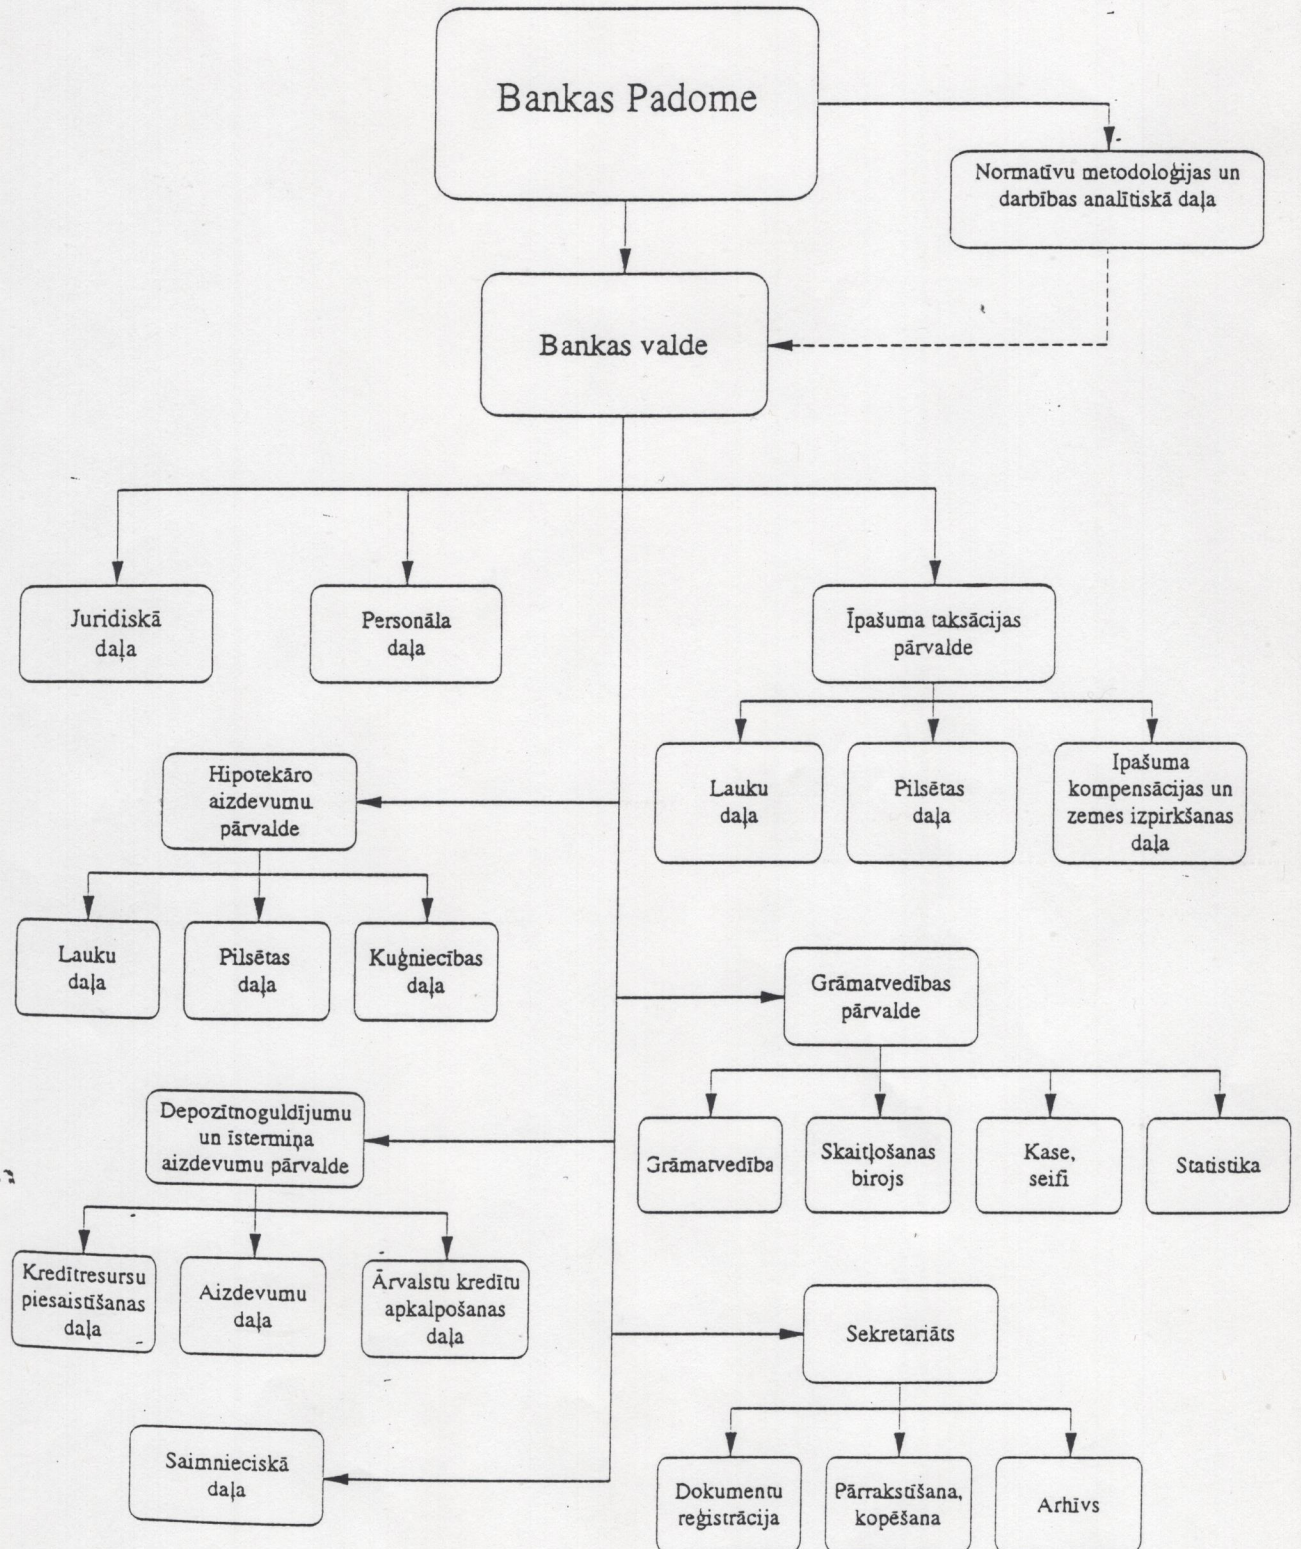 Bankas Padome
Normatīvu metodoloģijas un
darbības analītiskā daļa
Bankas valde
Juridiskā
daļa
Personāla
daļa
Īpašuma taksācijas
pārvalde
Lauku
daļa
Pilsētas
daļa
Ipašuma
kompensācijas un
zemes izpirkšanas
daļa
Hipotekāro
aizdevumu
pārvalde
Lauku
daļa
Pilsētas
daļa
Kuģniecības
daļa
Grāmatvedības
pārvalde
Grāmatvedība
Skaitļošanas
birojs
Kase,
seifi
Statistika
Depozītnoguldījumu
un īstermiņa
aizdevumu pārvalde
Kredītresursu
piesaistīšanas
daļa
Aizdevumu
daļa
Ārvalstu kredītu
apkalpošanas
daļa
Sekretariāts
Dokumentu
reģistrācija
Pārrakstīšana,
kopēšana
Arhīvs
Saimnieciskā
daļa